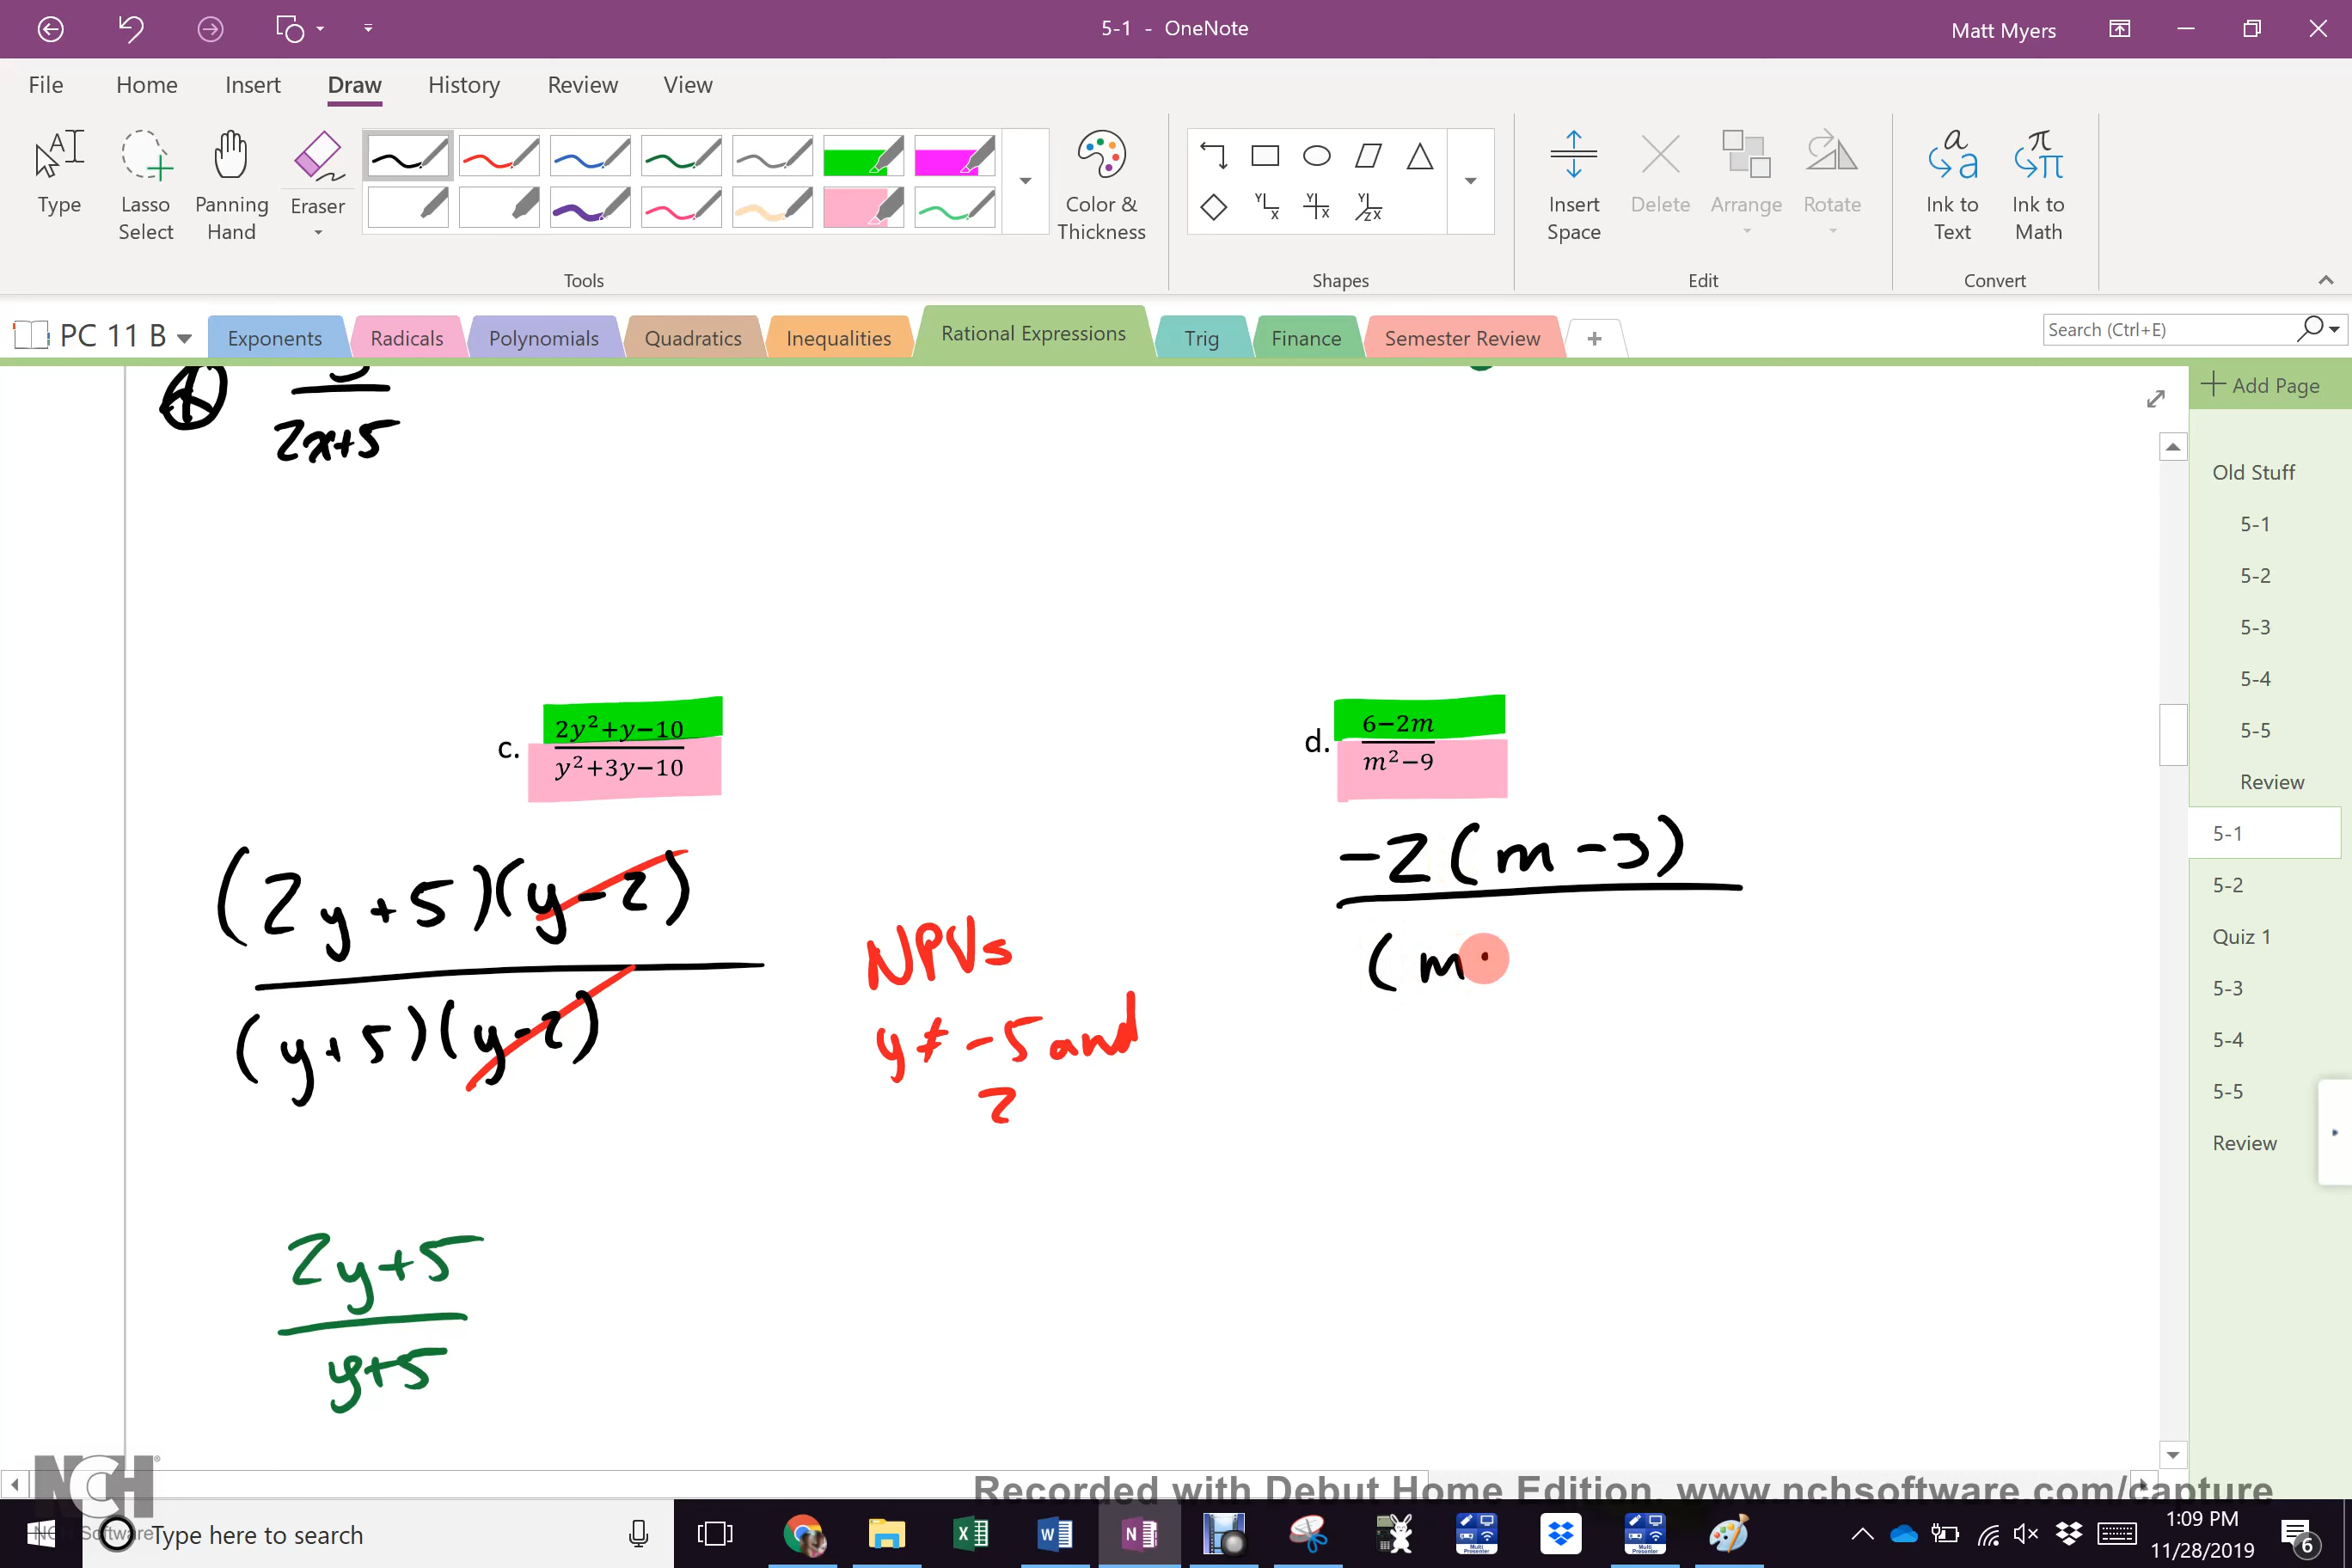 5-1 - OneNote
Matt Myers
File Home Insert Draw History Review View
Type
Lasso Select
Panning Hand
Eraser
Color & Thickness
Insert Space
Delete
Arrange
Rotate
Ink to Text
Ink to Math
Tools
Shapes
Edit
Convert
PC 11 B
Exponents
Radicals
Polynomials
Quadratics
Inequalities
Rational Expressions
Trig
Finance
Semester Review
Search (Ctrl+E)
Add Page
Old Stuff
5-1
5-2
5-3
5-4
5-5
Review
5-1
5-2
Quiz 1
5-3
5-4
5-5
Review
2x+5
c.
2y²+y−10
y²+3y−10
(2y+5)(y-2)
(y+5)(y-2)
NPVs
y ≠ -5 and
2
2y+5
y+5
d.
6−2m
m²−9
-2(m-3)
(m
NCH®
NCH Software
Recorded with Debut Home Edition. www.nchsoftware.com/capture
Type here to search
1:09 PM
11/28/2019
6